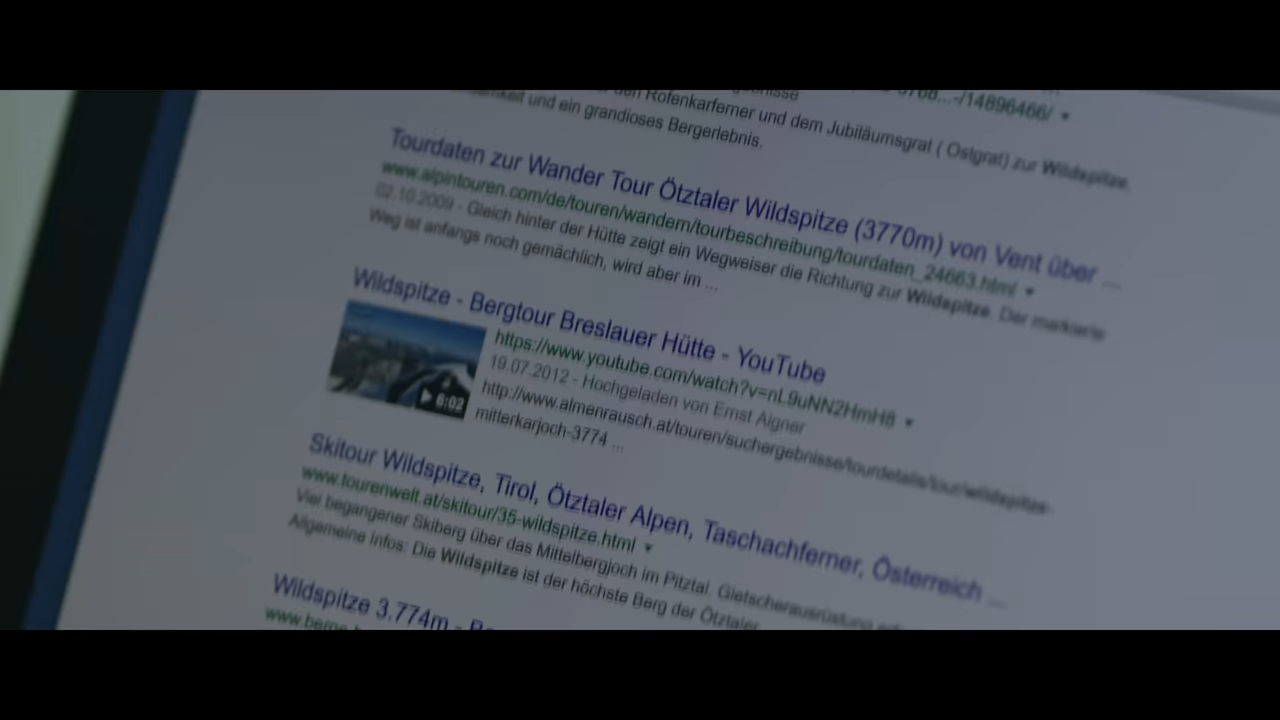 3768...-/14896466/
den Rofenkarferner und dem Jubiläumsgrat ( Ostgrat) zur Wildspitze,
und ein grandioses Bergerlebnis.
Tourdaten zur Wander Tour Ötztaler Wildspitze (3770m) von Vent über ...
www.alpintouren.com/de/touren/wandern/tourbeschreibung/tourdaten_24663.html
02.10.2009 - Gleich hinter der Hütte zeigt ein Wegweiser die Richtung zur Wildspitze. Der markierte
Weg ist anfangs noch gemächlich, wird aber im ...
Wildspitze - Bergtour Breslauer Hütte - YouTube
https://www.youtube.com/watch?v=nL9uNN2HmH8
19.07.2012 - Hochgeladen von Ernst Aigner
http://www.almenrausch.at/touren/suchergebnisse/tourdetails/tour/wildspitze-
mitterkarjoch-3774 ...
6:02
Skitour Wildspitze, Tirol, Ötztaler Alpen, Taschachferner, Österreich ...
www.tourenwelt.at/skitour/35-wildspitze.html
Viel begangener Skiberg über das Mittelbergjoch im Pitztal. Gletscherausrüstung
Allgemeine Infos: Die Wildspitze ist der höchste Berg der Ötztaler
Wildspitze 3.774m -